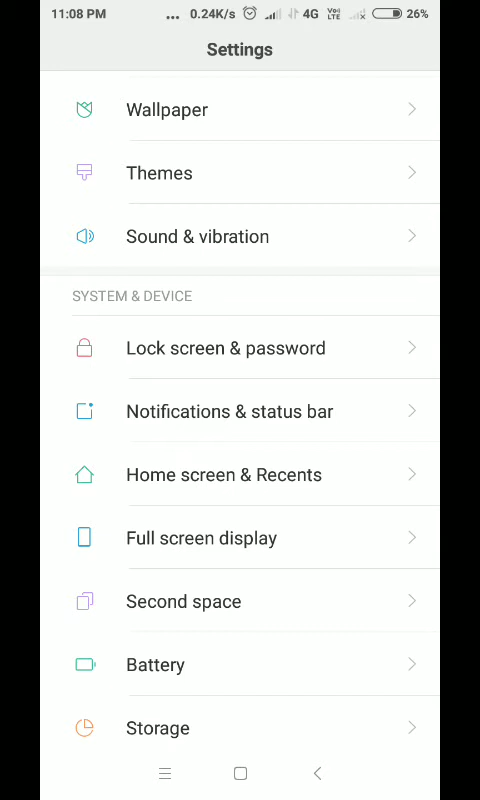 11:08 PM ... 0.24K/s 4G VoLTE 26%
Settings
Wallpaper
Themes
Sound & vibration
SYSTEM & DEVICE
Lock screen & password
Notifications & status bar
Home screen & Recents
Full screen display
Second space
Battery
Storage